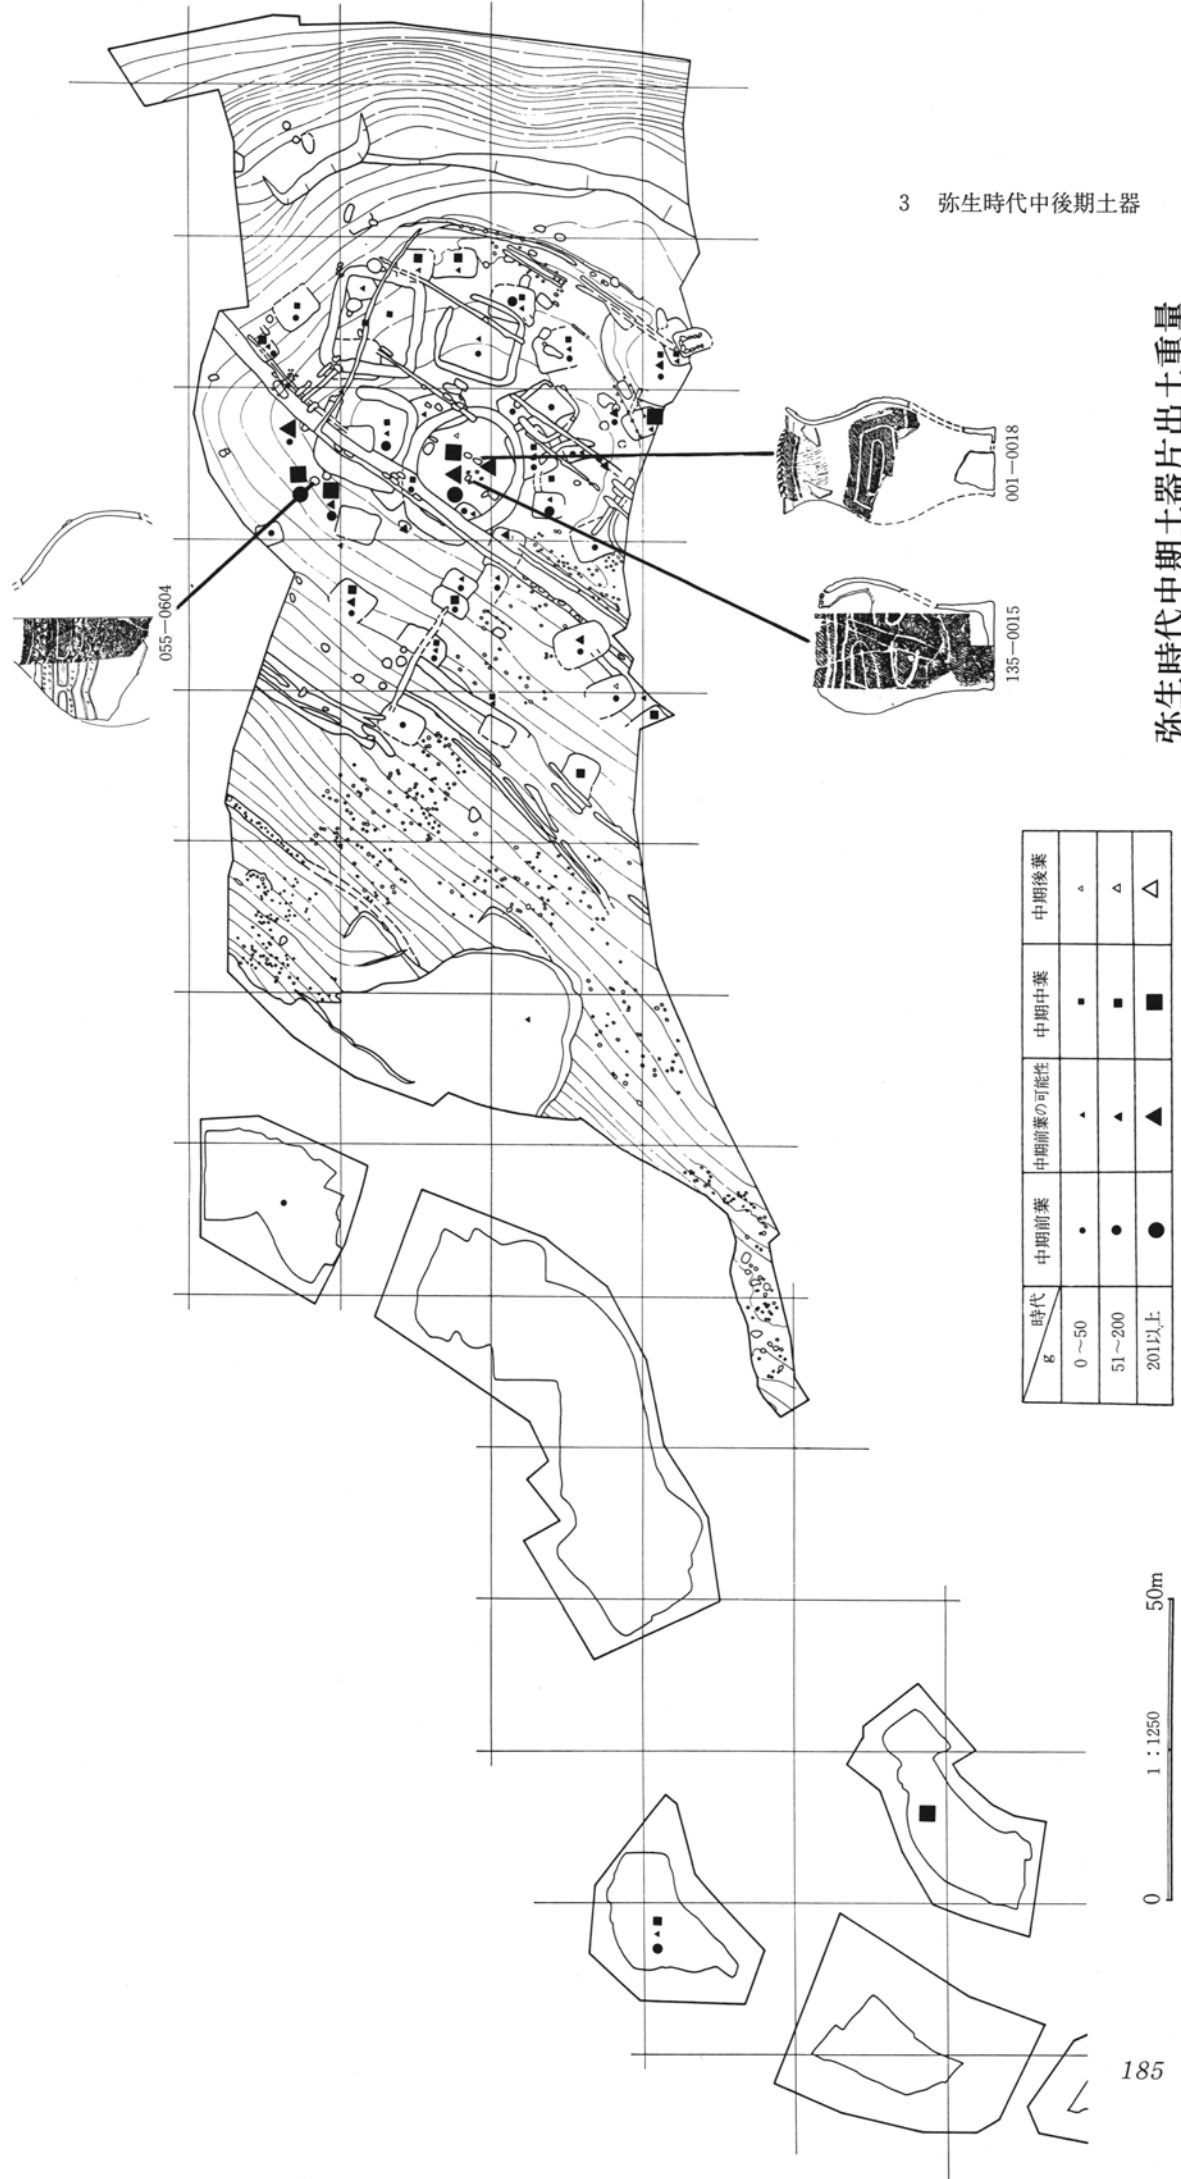 3　弥生時代中後期土器
055—0604
001—0018
135—0015
弥生時代中期土器片出土重量
時代
g
中期前葉
中期前葉の可能性
中期中葉
中期後葉
0～50
51～200
201以上
0
1：1250
50m
185